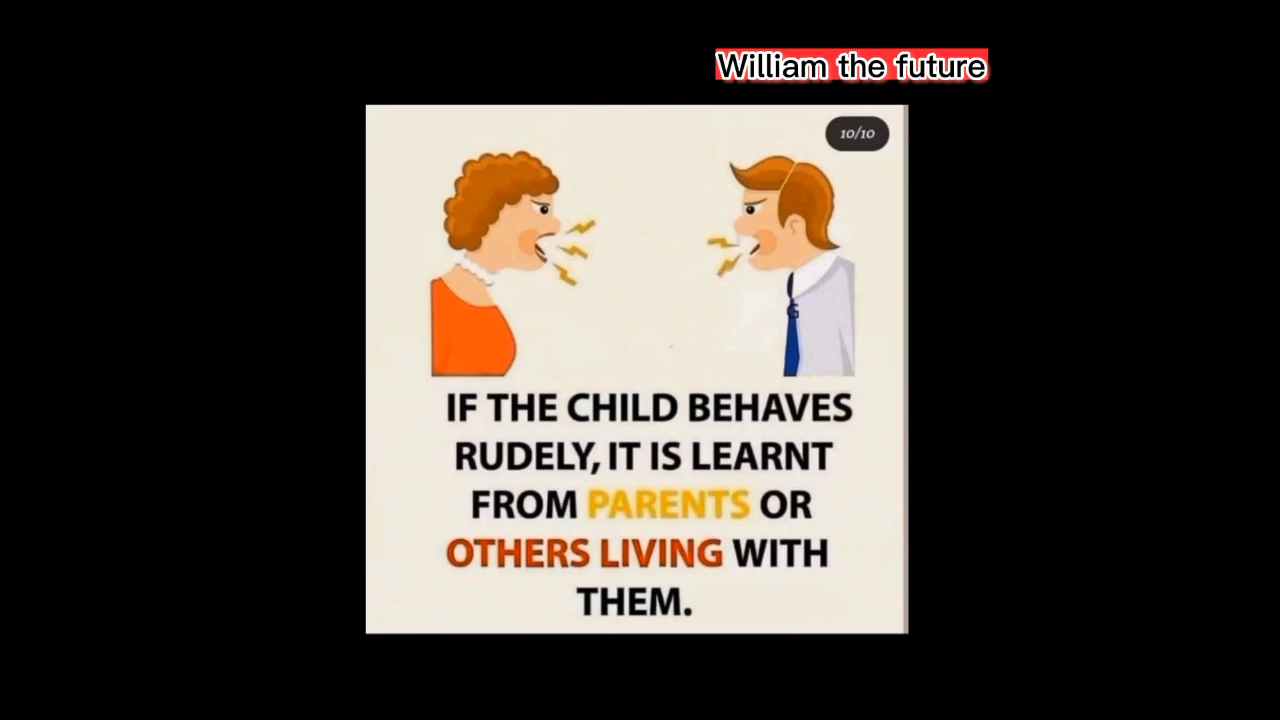 William the future
10/10
IF THE CHILD BEHAVES
RUDELY, IT IS LEARNT
FROM PARENTS OR
OTHERS LIVING WITH
THEM.